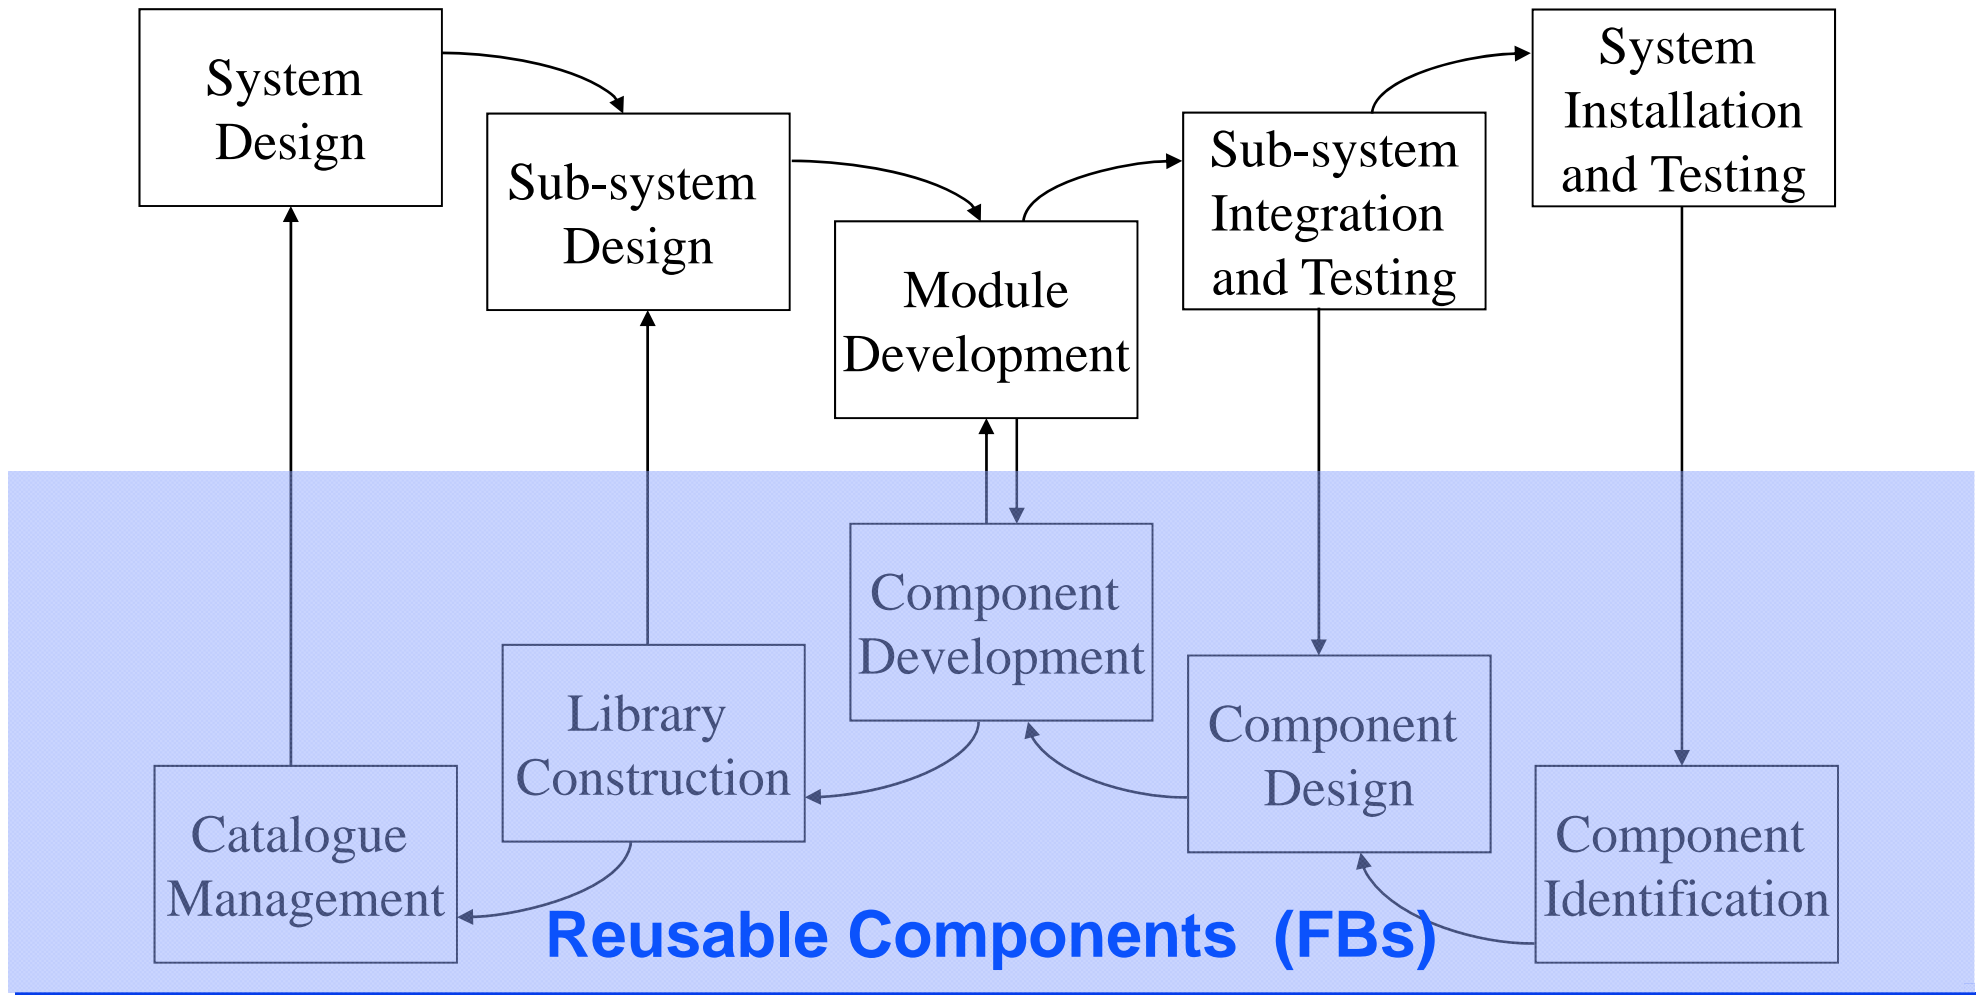 System
Design
Sub-system
Design
Module
Development
Sub-system
Integration
and Testing
System
Installation
and Testing
Component
Development
Library
Construction
Component
Design
Catalogue
Management
Component
Identification
Reusable Components (FBs)